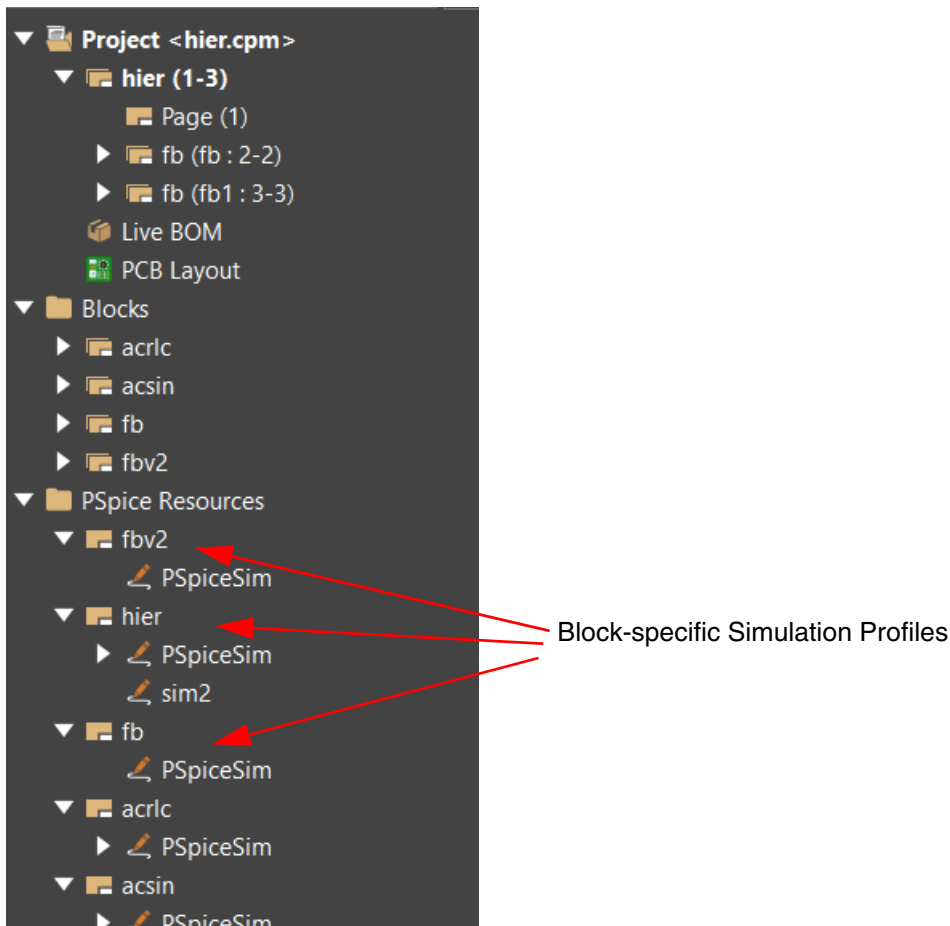 Project <hier.cpm>
hier (1-3)
Page (1)
fb (fb : 2-2)
fb (fb1 : 3-3)
Live BOM
PCB Layout
Blocks
acrlc
acsin
fb
fbv2
PSpice Resources
fbv2
PSpiceSim
hier
Block-specific Simulation Profiles
PSpiceSim
sim2
fb
PSpiceSim
acrlc
PSpiceSim
acsin
PSpiceSim